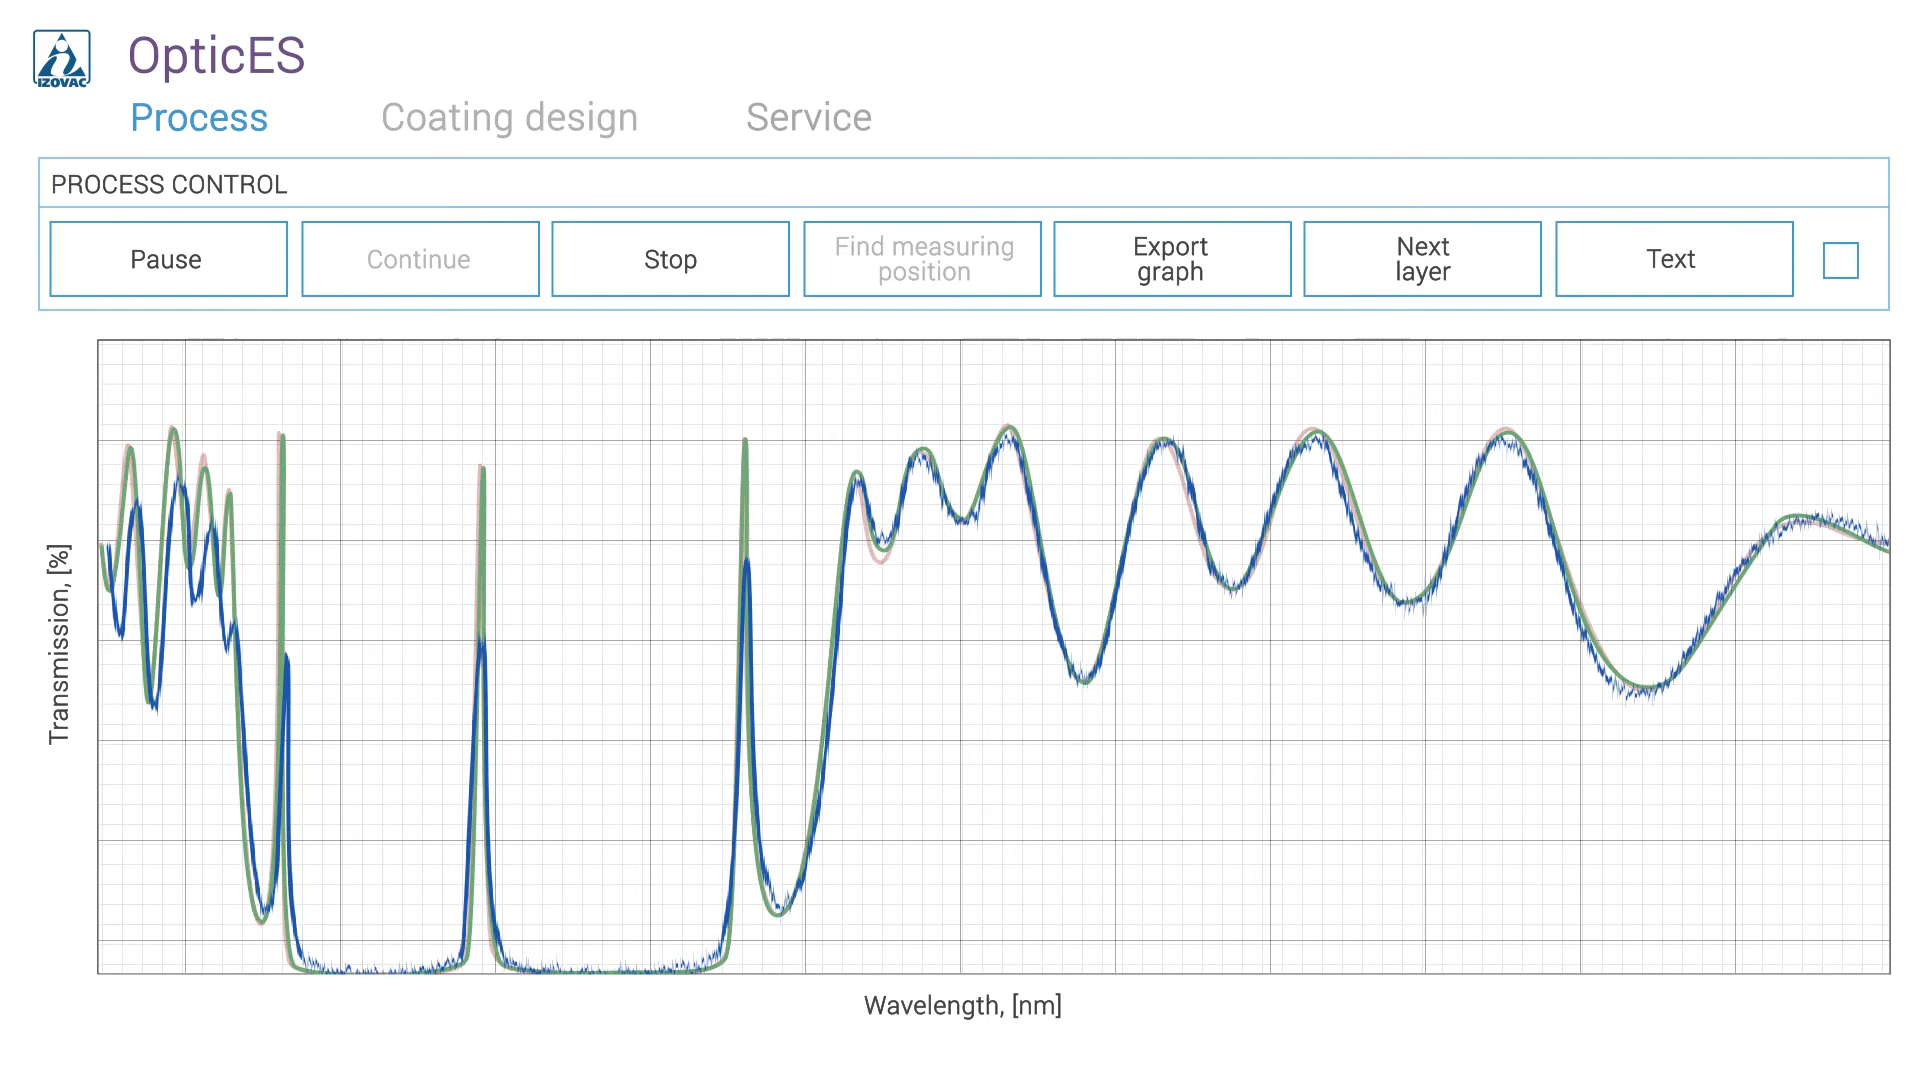 IZOVAC
OpticES
Process
Coating design
Service
PROCESS CONTROL
Pause
Continue
Stop
Find measuring
position
Export
graph
Next
layer
Text
Transmission, [%]
Wavelength, [nm]